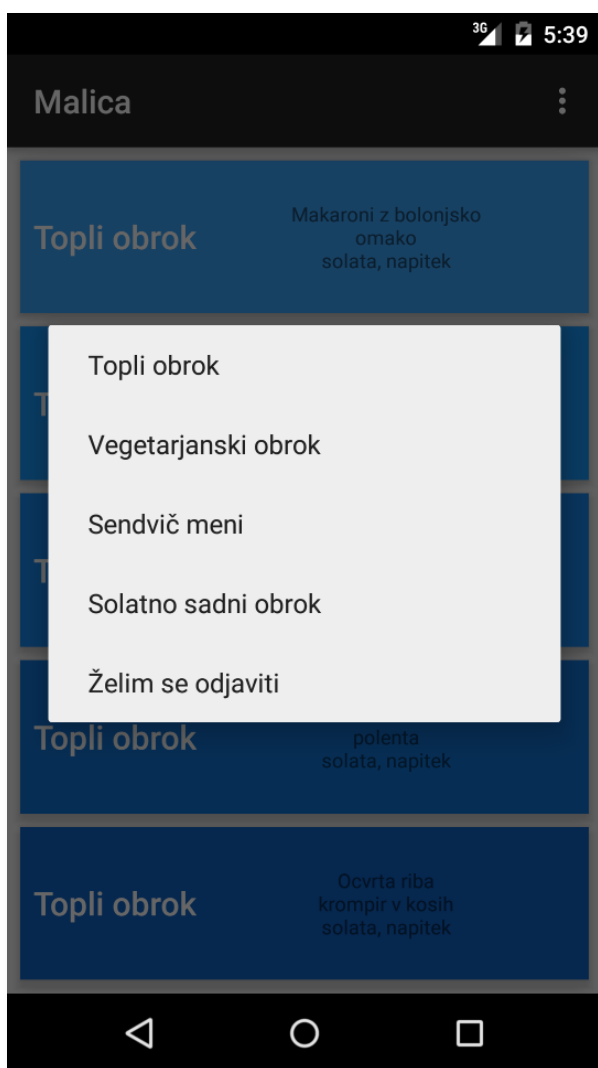 3G 5:39
Malica
Topli obrok
Makaroni z bolonjsko
omako
solata, napitek
Topli obrok
Vegetarjanski obrok
Sendvič meni
Solatno sadni obrok
Želim se odjaviti
Topli obrok
polenta
solata, napitek
Topli obrok
Ocvrta riba
krompir v kosih
solata, napitek